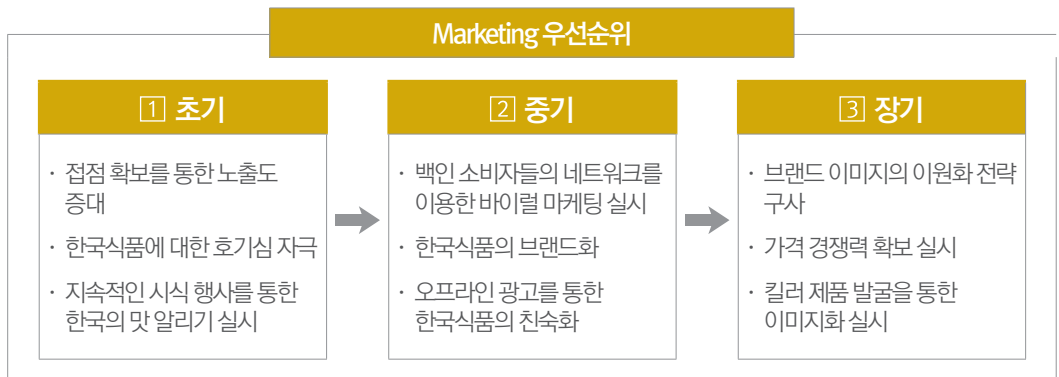 Marketing 우선순위
1 초기
· 접점 확보를 통한 노출도
증대
· 한국식품에 대한 호기심 자극
· 지속적인 시식 행사를 통한
한국의 맛 알리기 실시
2 중기
· 백인 소비자들의 네트워크를
이용한 바이럴 마케팅 실시
· 한국식품의 브랜드화
· 오프라인 광고를 통한
한국식품의 친숙화
3 장기
· 브랜드 이미지의 이원화 전략
구사
· 가격 경쟁력 확보 실시
· 킬러 제품 발굴을 통한
이미지화 실시